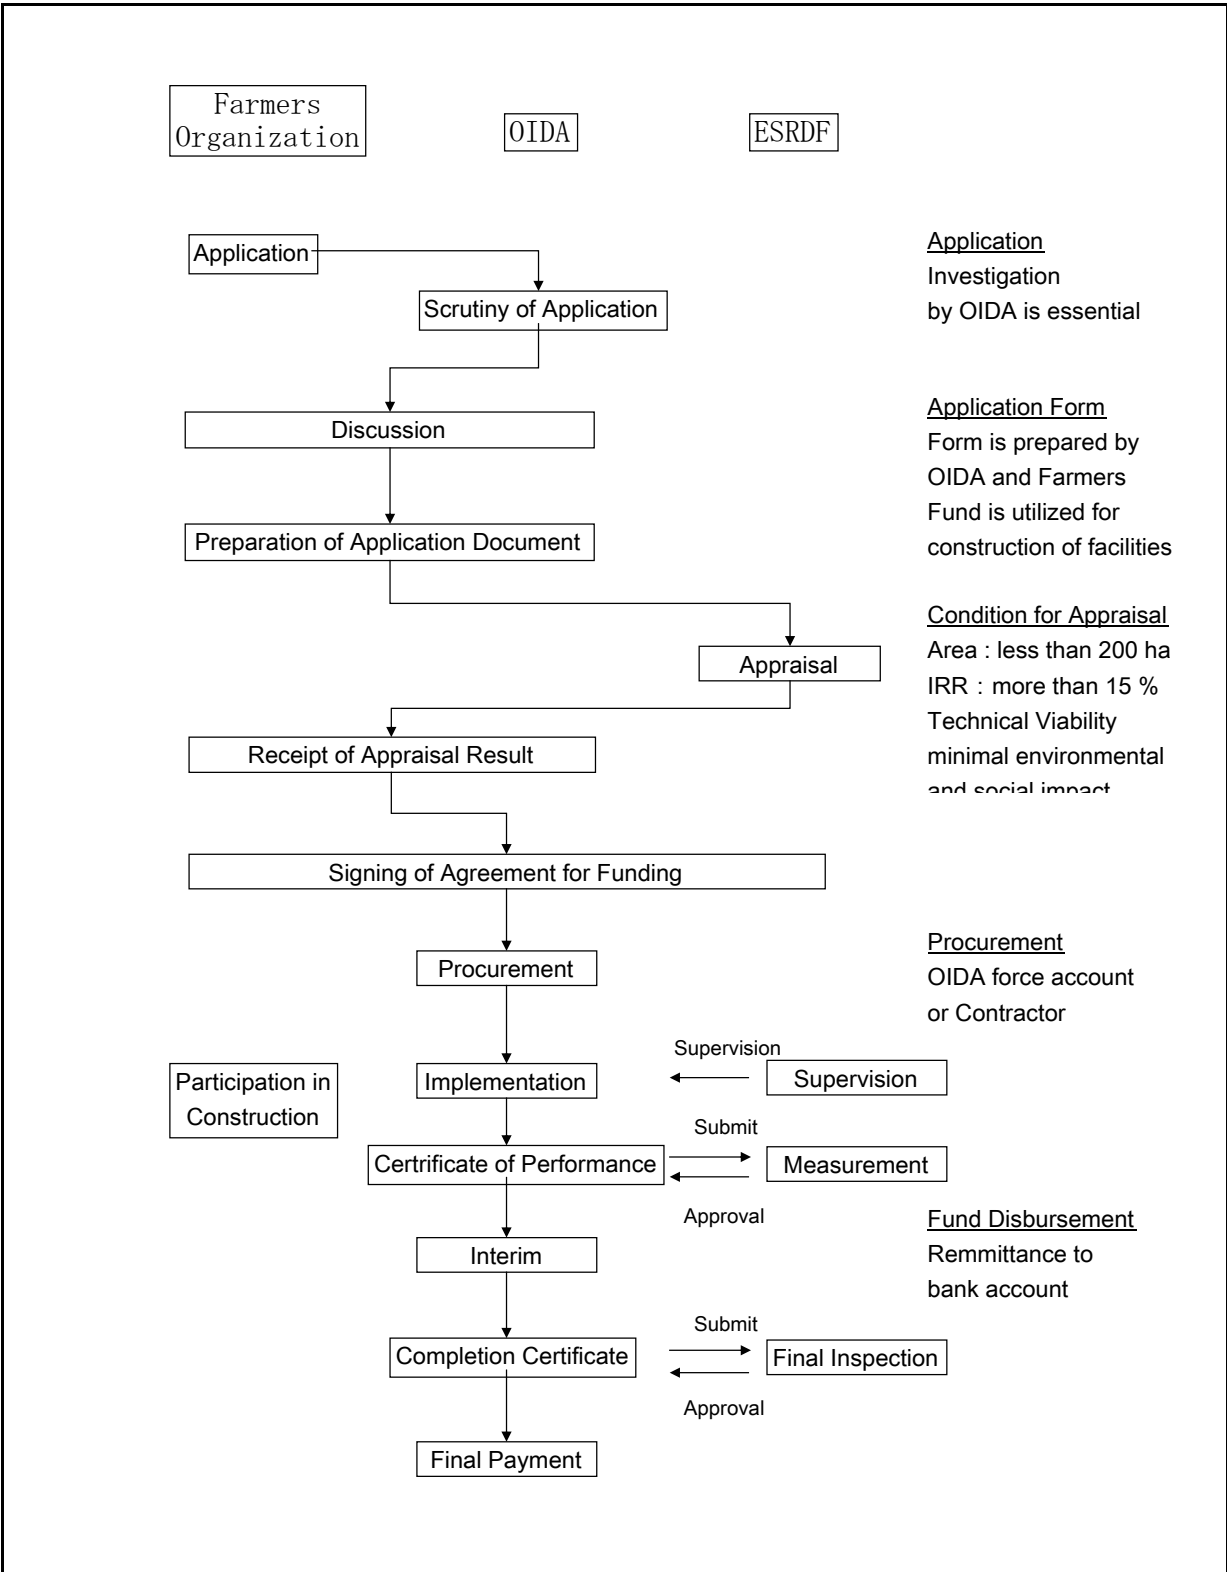 Farmers
Organization
OIDA
ESRDF
Application
Scrutiny of Application
Application
Investigation
by OIDA is essential
Discussion
Preparation of Application Document
Application Form
Form is prepared by
OIDA and Farmers
Fund is utilized for
construction of facilities
Appraisal
Receipt of Appraisal Result
Condition for Appraisal
Area : less than 200 ha
IRR : more than 15 %
Technical Viability
minimal environmental
and social impact
Signing of Agreement for Funding
Procurement
Procurement
OIDA force account
or Contractor
Participation in
Construction
Implementation
Supervision
Supervision
Certrificate of Performance
Submit
Approval
Measurement
Interim
Fund Disbursement
Remmittance to
bank account
Completion Certificate
Submit
Approval
Final Inspection
Final Payment